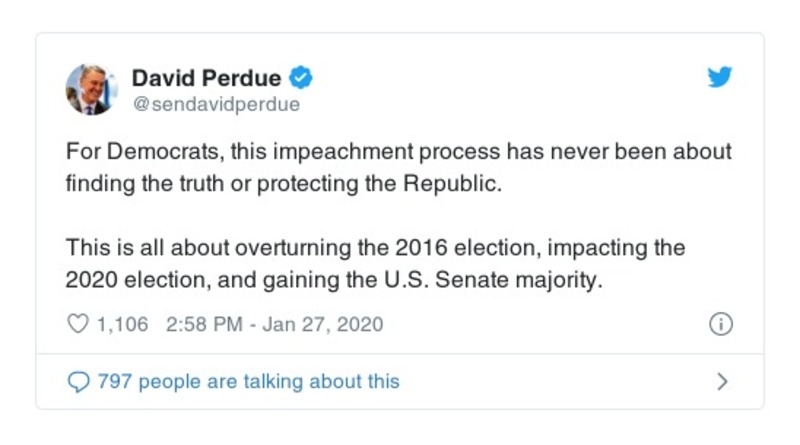 David Perdue
@sendavidperdue
For Democrats, this impeachment process has never been about
finding the truth or protecting the Republic.
This is all about overturning the 2016 election, impacting the
2020 election, and gaining the U.S. Senate majority.
1,106 2:58 PM - Jan 27, 2020
797 people are talking about this